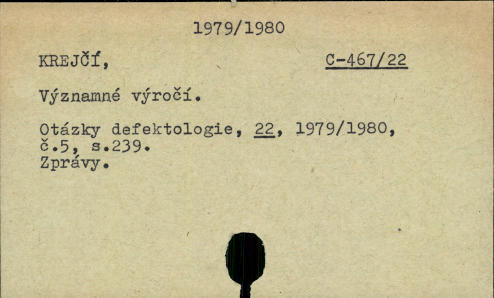 1979/1980
KREJČÍ, C-467/22
Významné výročí.
Otázky defektologie, 22, 1979/1980,
č.5, s.239.
Zprávy.